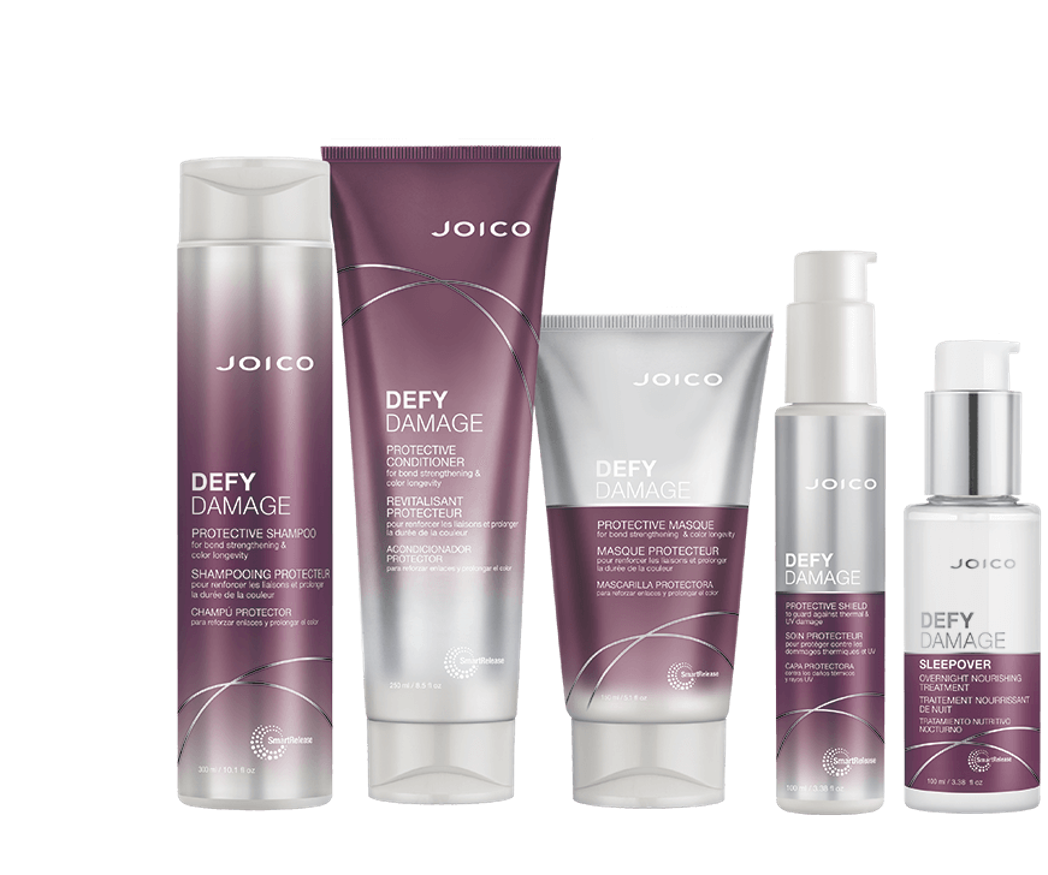 JOICO
DEFY
DAMAGE
PROTECTIVE SHAMPOO
for bond strengthening &
color longevity
SHAMPOOING PROTECTEUR
pour renforcer les liaisons et prolonger
la durée de la couleur
CHAMPÚ PROTECTOR
para reforzar enlaces y prolongar el color
SmartRelease
300 ml / 10.1 fl oz
JOICO
DEFY
DAMAGE
PROTECTIVE
CONDITIONER
for bond strengthening &
color longevity
REVITALISANT
PROTECTEUR
pour renforcer les liaisons et prolonger
la durée de la couleur
ACONDICIONADOR
PROTECTOR
para reforzar enlaces y prolongar el color
SmartRelease
250 ml / 8.5 fl oz
JOICO
DEFY
DAMAGE
PROTECTIVE MASQUE
for bond strengthening & color longevity
MASQUE PROTECTEUR
pour renforcer les liaisons et prolonger
la durée de la couleur
MASCARILLA PROTECTORA
para reforzar enlaces y prolongar el color
SmartRelease
150 ml / 5.1 fl oz
JOICO
DEFY
DAMAGE
PROTECTIVE SHIELD
to guard against thermal &
UV damage
SOIN PROTECTEUR
pour protéger contre les
dommages thermiques et UV
CAPA PROTECTORA
contra los daños térmicos
y rayos UV
SmartRelease
100 ml / 3.38 fl oz
JOICO
DEFY
DAMAGE
SLEEPOVER
OVERNIGHT NOURISHING
TREATMENT
TRAITEMENT NOURRISSANT
DE NUIT
TRATAMIENTO NUTRITIVO
NOCTURNO
SmartRelease
100 ml / 3.38 fl oz